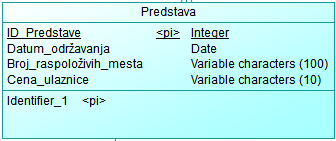 Predstava
ID_Predstave <pi> Integer
Datum_održavanja Date
Broj_raspoloživih_mesta Variable characters (100)
Cena_ulaznice Variable characters (10)
Identifier_1 <pi>